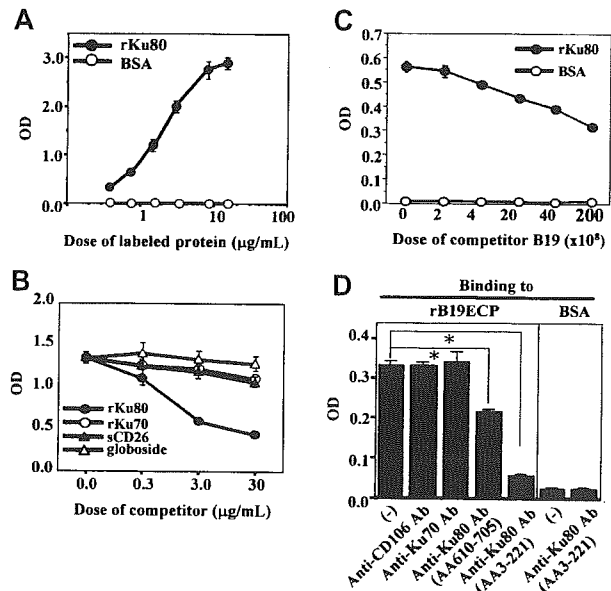 A
rKu80
BSA
3.0
2.0
1.0
0.0
OD
1
10
100
Dose of labeled protein (µg/mL)
C
rKu80
BSA
0.7
0.6
0.5
0.4
0.3
0.2
0.1
0.0
OD
0
2
4
20
40
200
Dose of competitor B19 (x10⁸)
B
2.0
1.5
1.0
0.5
0.0
OD
rKu80
rKu70
sCD26
globoside
0.0
0.3
3.0
30
Dose of competitor (µg/mL)
D
Binding to
rB19ECP
BSA
*
*
0.4
0.3
0.2
0.1
0.0
OD
(-)
Anti-CD106 Ab
Anti-Ku70 Ab
Anti-Ku80 Ab
(AA610-705)
Anti-Ku80 Ab
(AA3-221)
(-)
Anti-Ku80 Ab
(AA3-221)